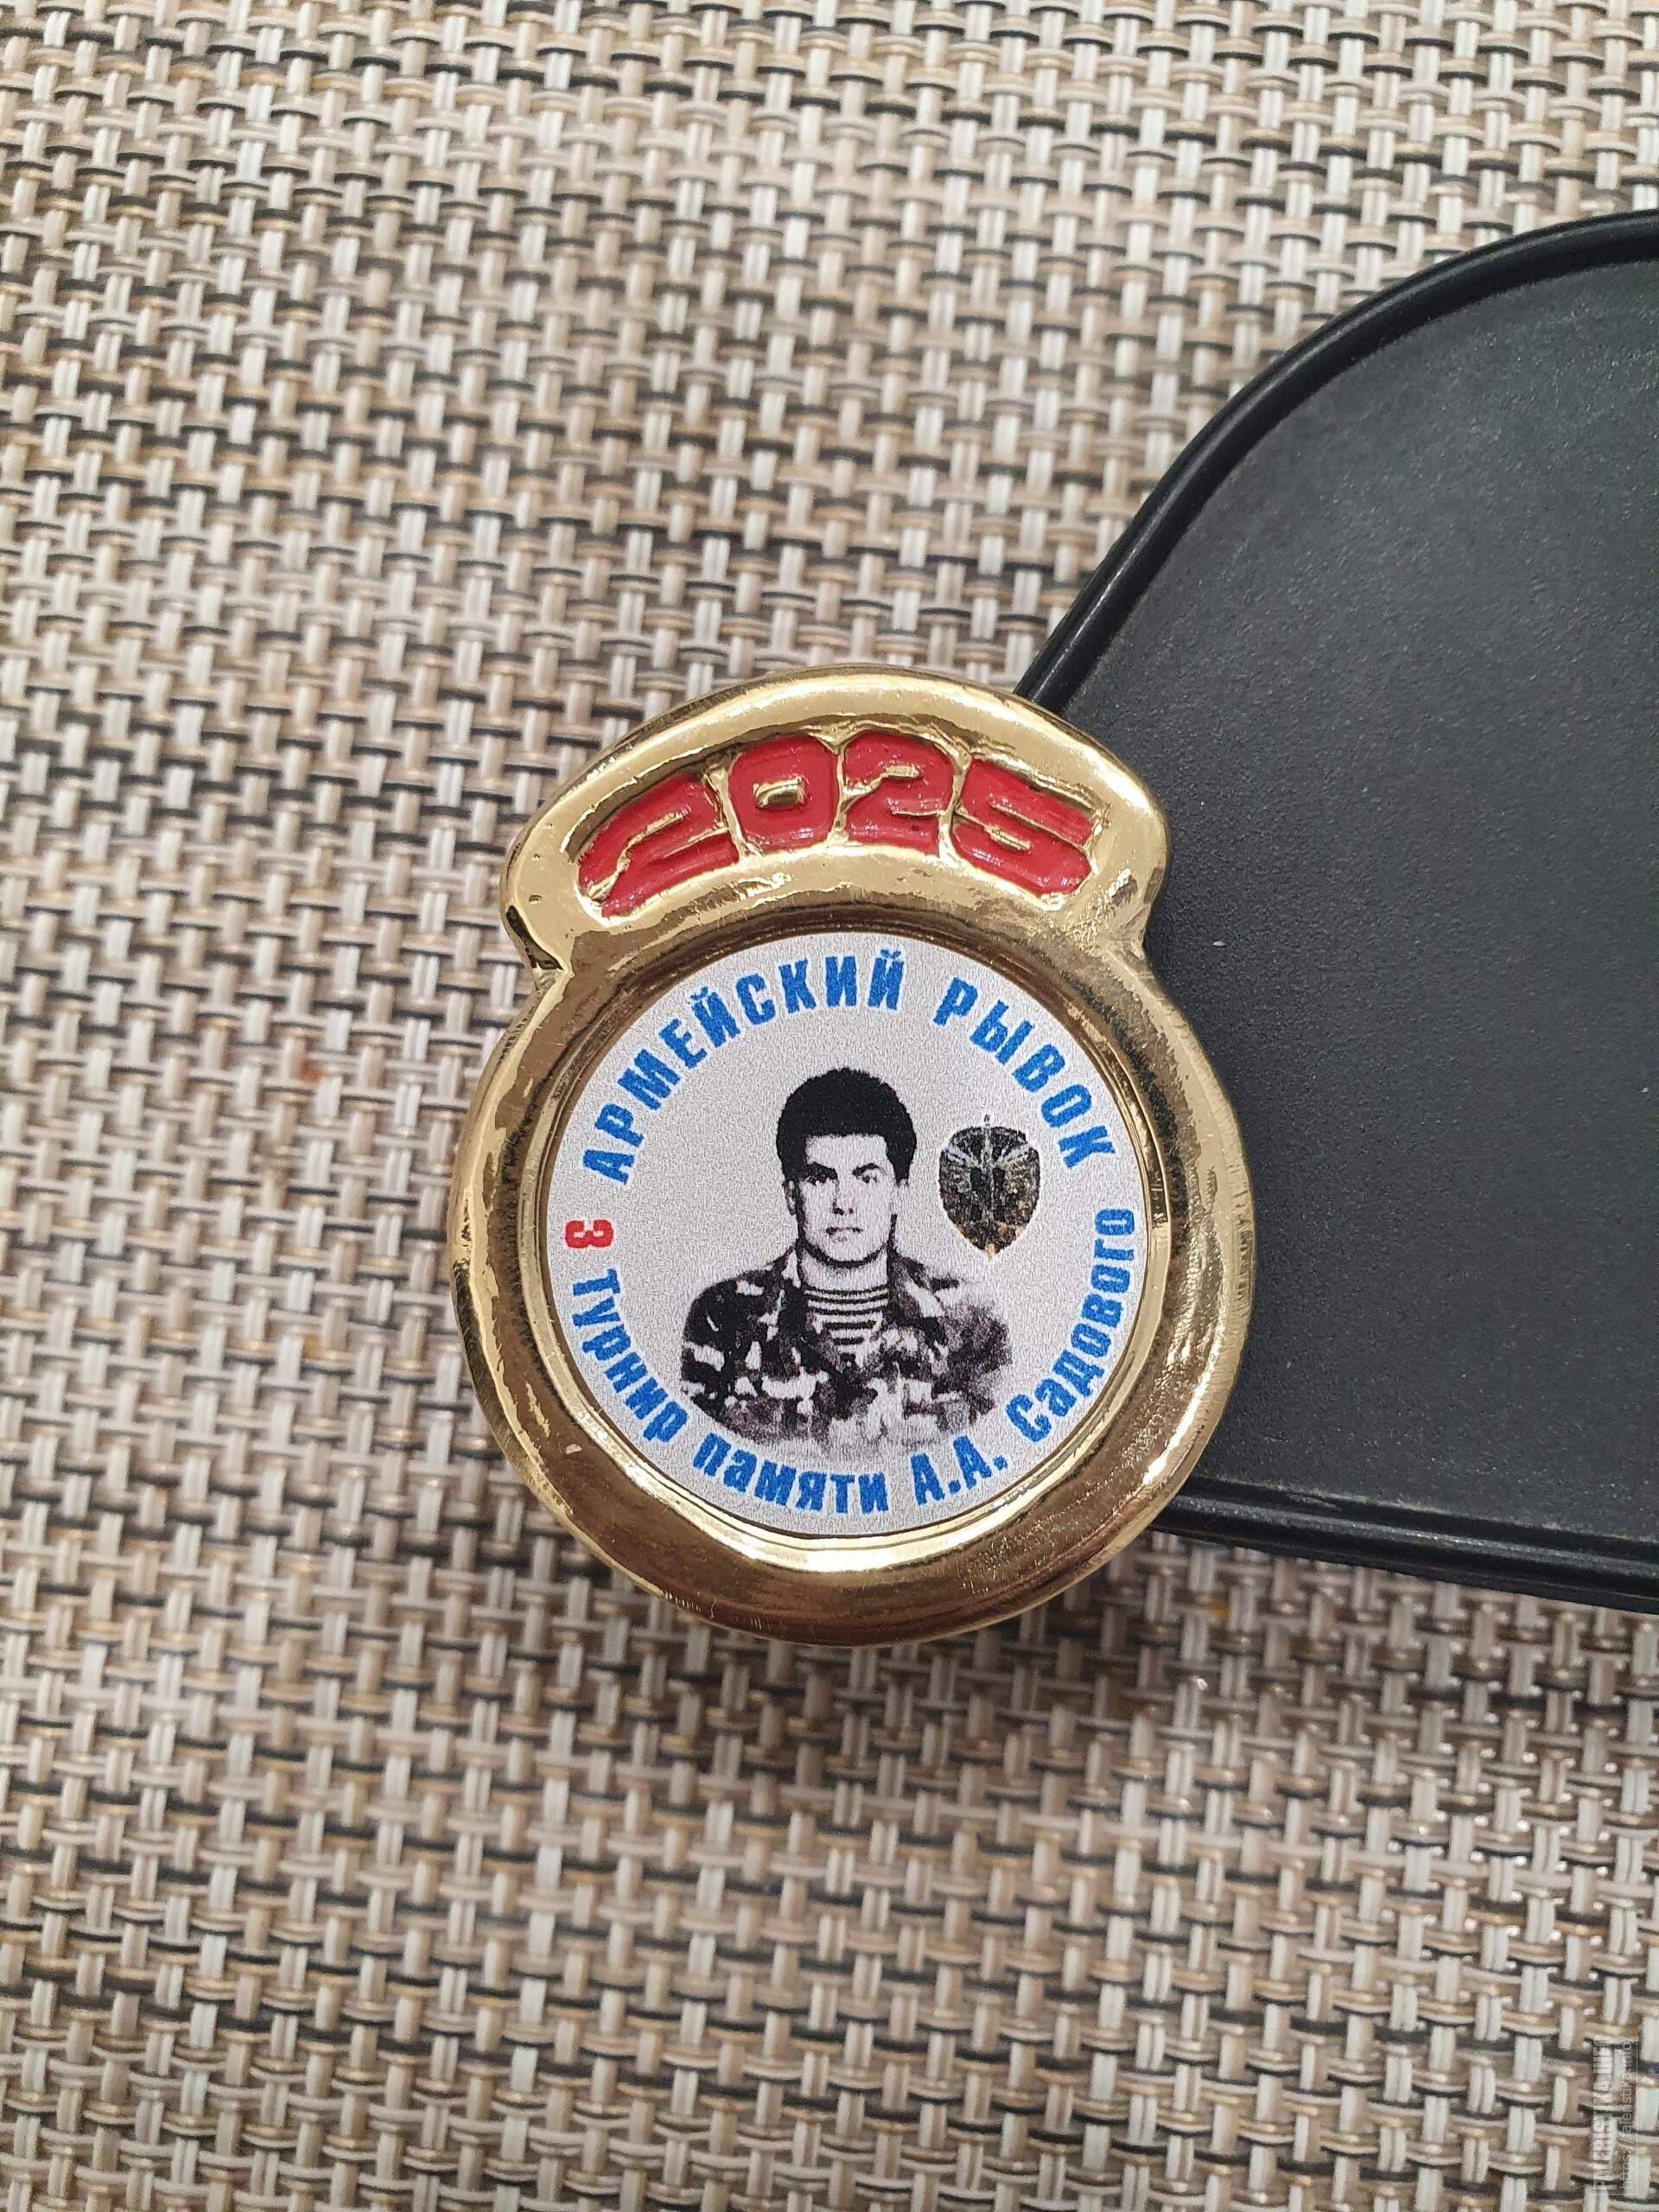 2025
АРМЕЙСКИЙ РЫВОК
3 Турнир памяти А.А. Садового